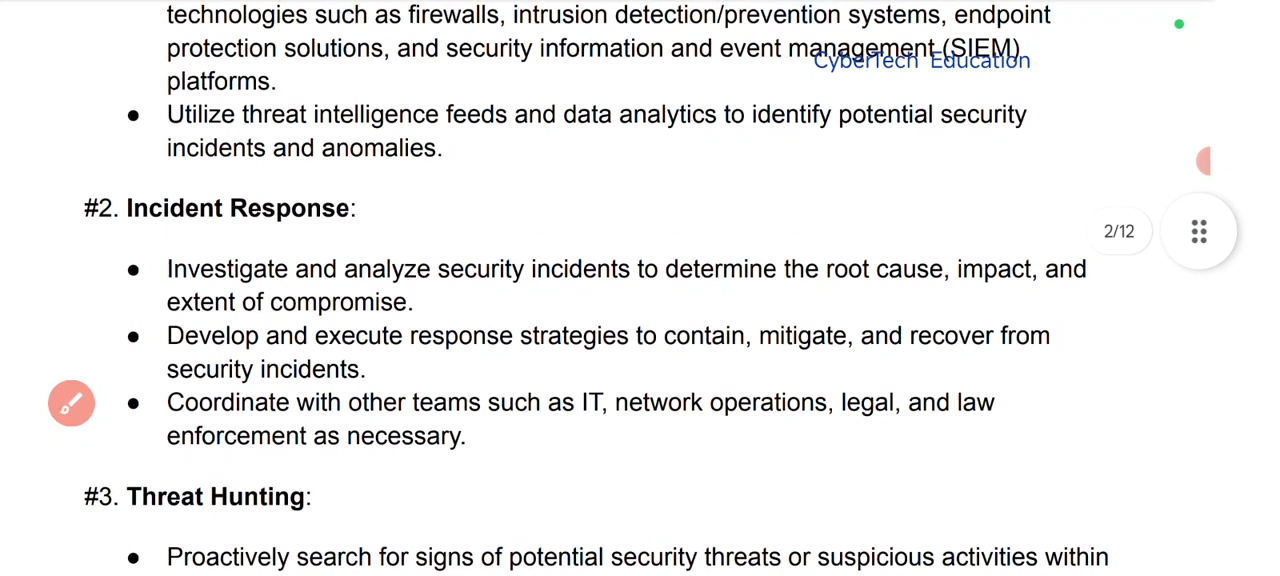 technologies such as firewalls, intrusion detection/prevention systems, endpoint
protection solutions, and security information and event management (SIEM)
CyberTech Education
platforms.
● Utilize threat intelligence feeds and data analytics to identify potential security
incidents and anomalies.
#2. Incident Response:
2/12
● Investigate and analyze security incidents to determine the root cause, impact, and
extent of compromise.
● Develop and execute response strategies to contain, mitigate, and recover from
security incidents.
● Coordinate with other teams such as IT, network operations, legal, and law
enforcement as necessary.
#3. Threat Hunting:
● Proactively search for signs of potential security threats or suspicious activities within